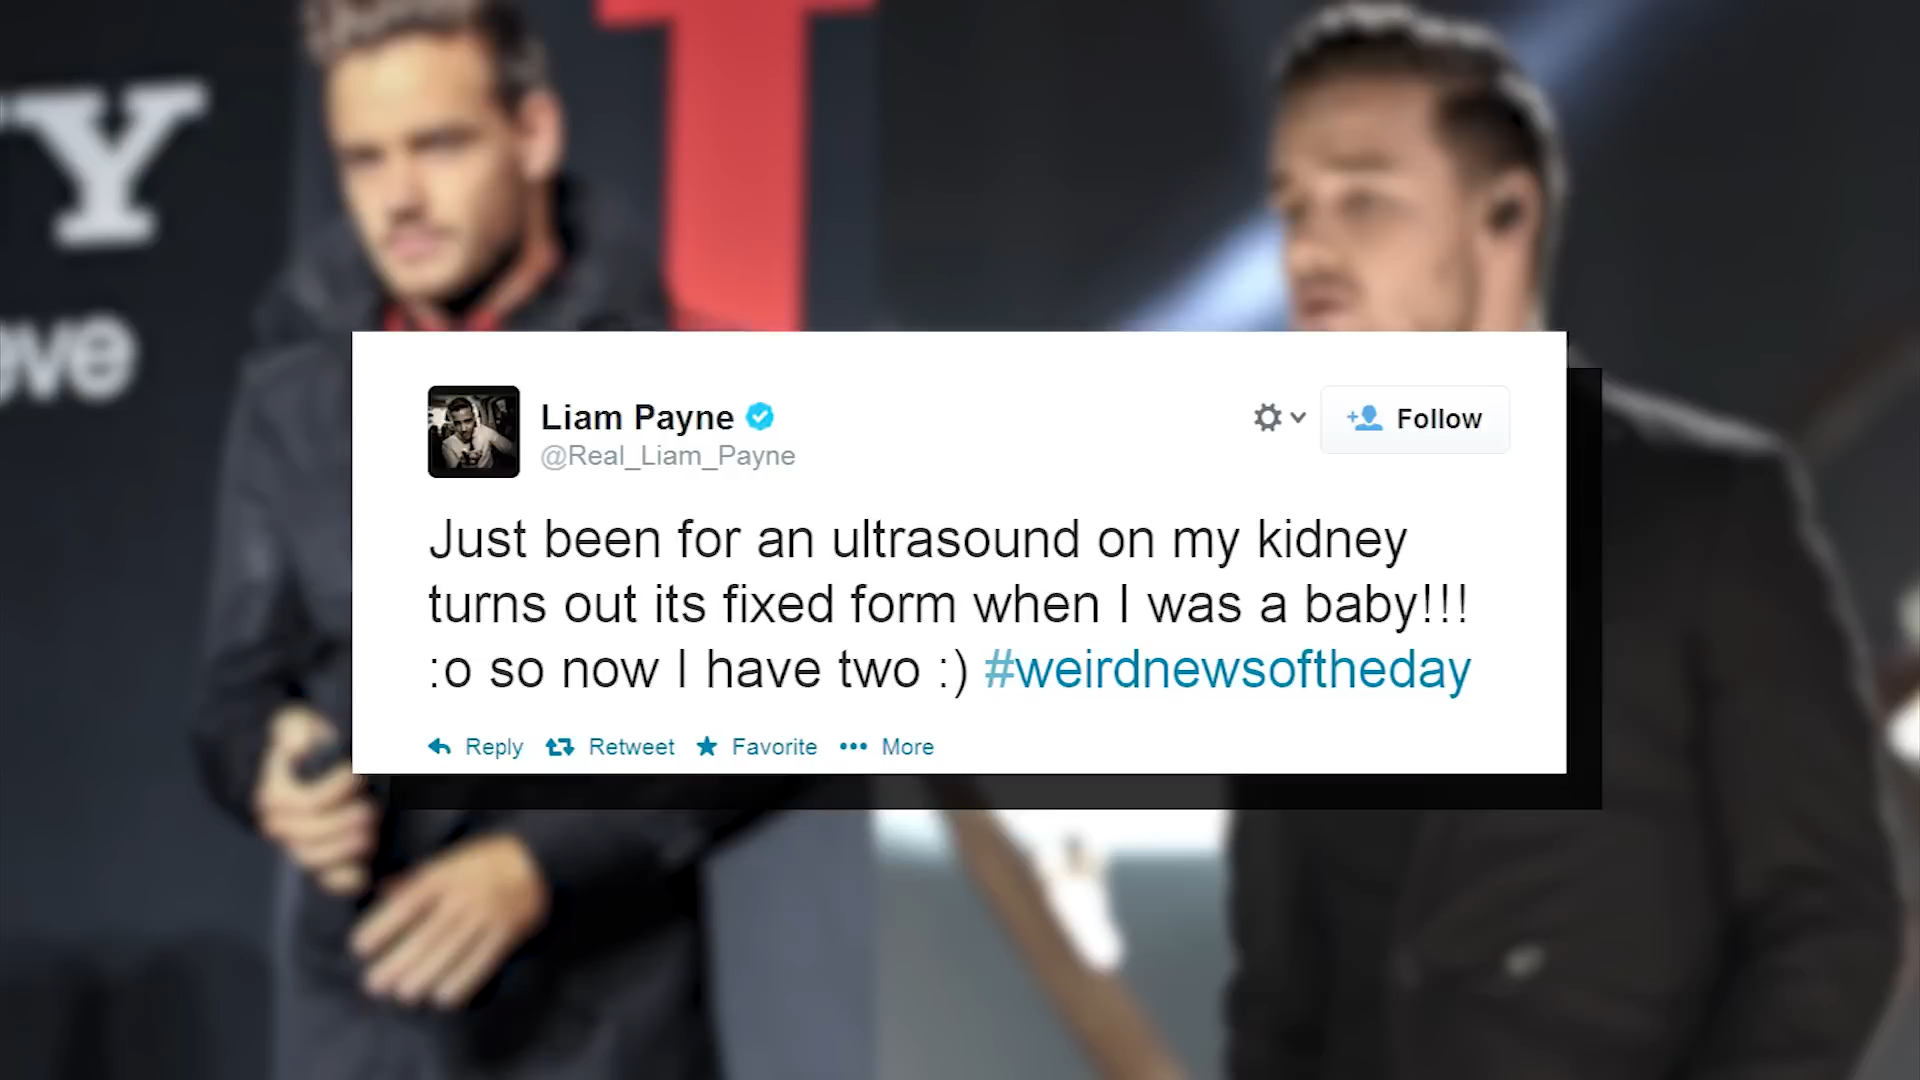 Y
ove
Liam Payne
@Real_Liam_Payne
Follow
Just been for an ultrasound on my kidney
turns out its fixed form when I was a baby!!!
:o so now I have two :) #weirdnewsoftheday
Reply Retweet Favorite More